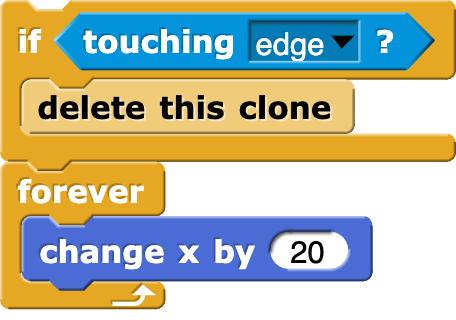 if touching edge ?
delete this clone
forever
change x by 20